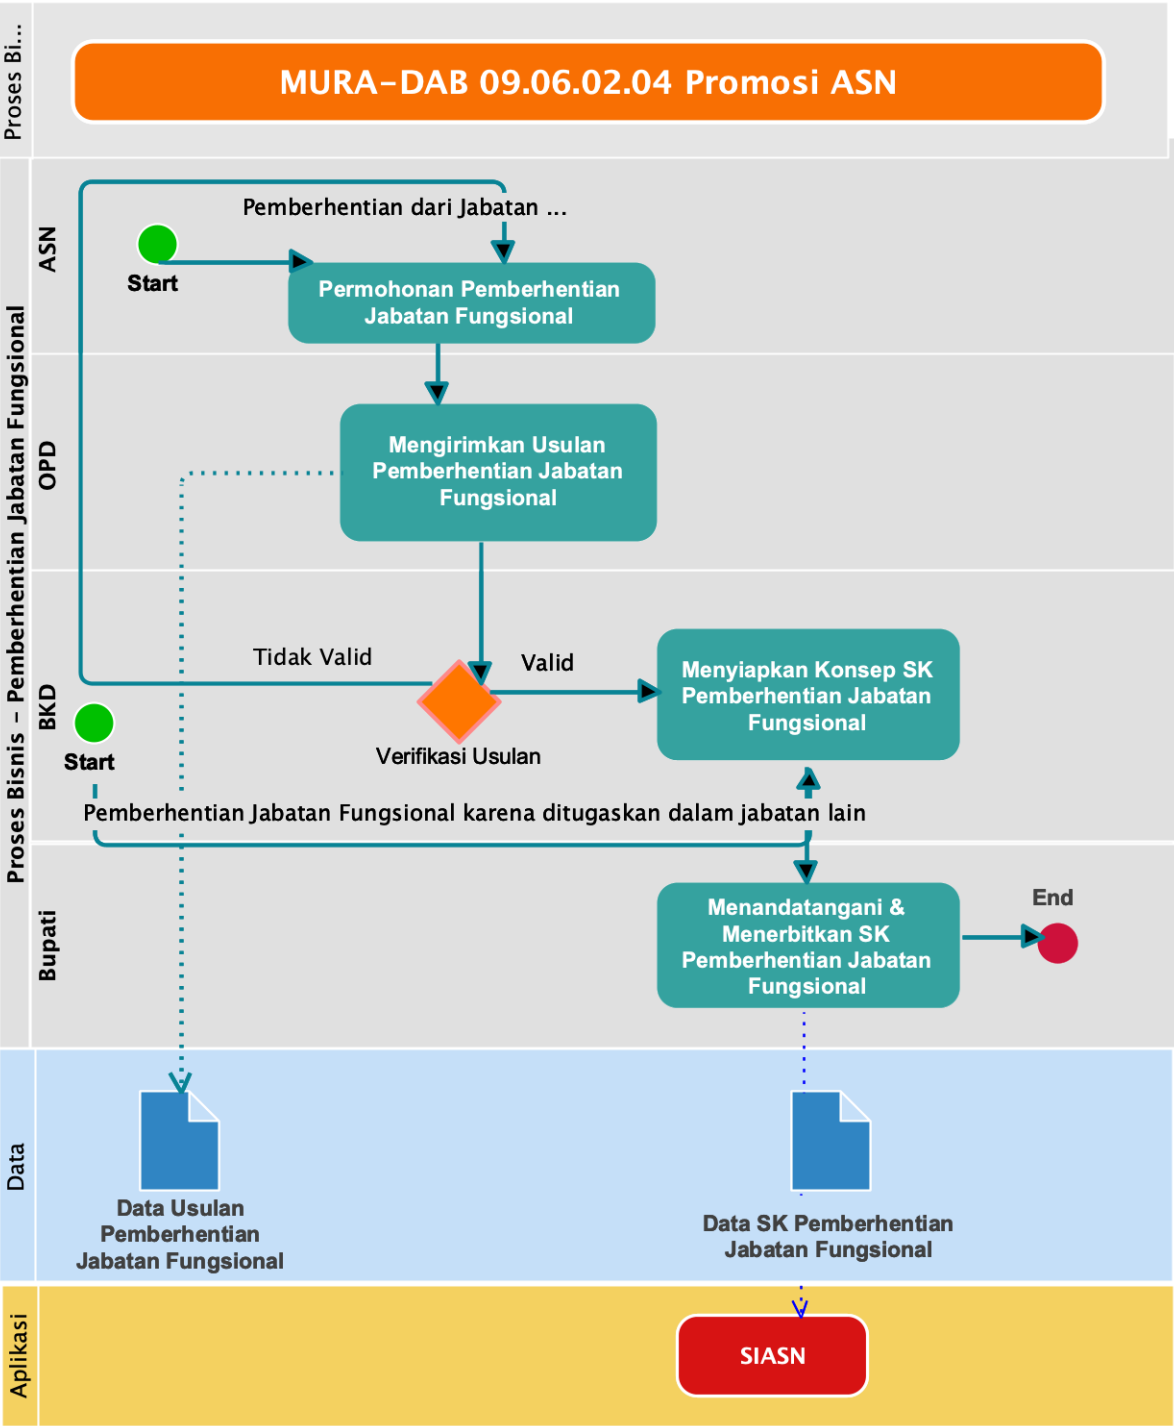 Proses Bi...
MURA-DAB 09.06.02.04 Promosi ASN
Proses Bisnis - Pemberhentian Jabatan Fungsional
ASN
Pemberhentian dari Jabatan ...
Start
Permohonan Pemberhentian
Jabatan Fungsional
OPD
Mengirimkan Usulan
Pemberhentian Jabatan
Fungsional
BKD
Tidak Valid
Valid
Verifikasi Usulan
Menyiapkan Konsep SK
Pemberhentian Jabatan
Fungsional
Start
Pemberhentian Jabatan Fungsional karena ditugaskan dalam jabatan lain
Bupati
Menandatangani &
Menerbitkan SK
Pemberhentian Jabatan
Fungsional
End
Data
Data Usulan
Pemberhentian
Jabatan Fungsional
Data SK Pemberhentian
Jabatan Fungsional
Aplikasi
SIASN